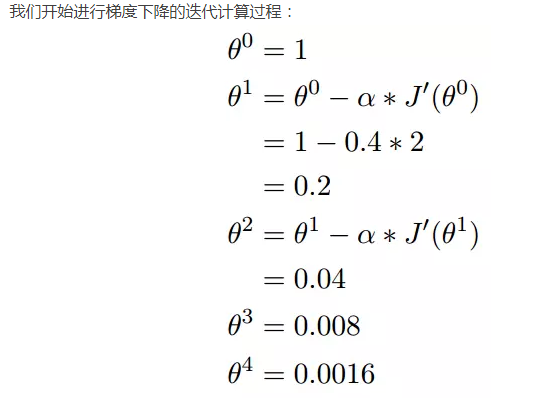 我们开始进行梯度下降的迭代计算过程：
θ⁰ = 1
θ¹ = θ⁰ − α ∗ J′(θ⁰)
= 1 − 0.4 ∗ 2
= 0.2
θ² = θ¹ − α ∗ J′(θ¹)
= 0.04
θ³ = 0.008
θ⁴ = 0.0016